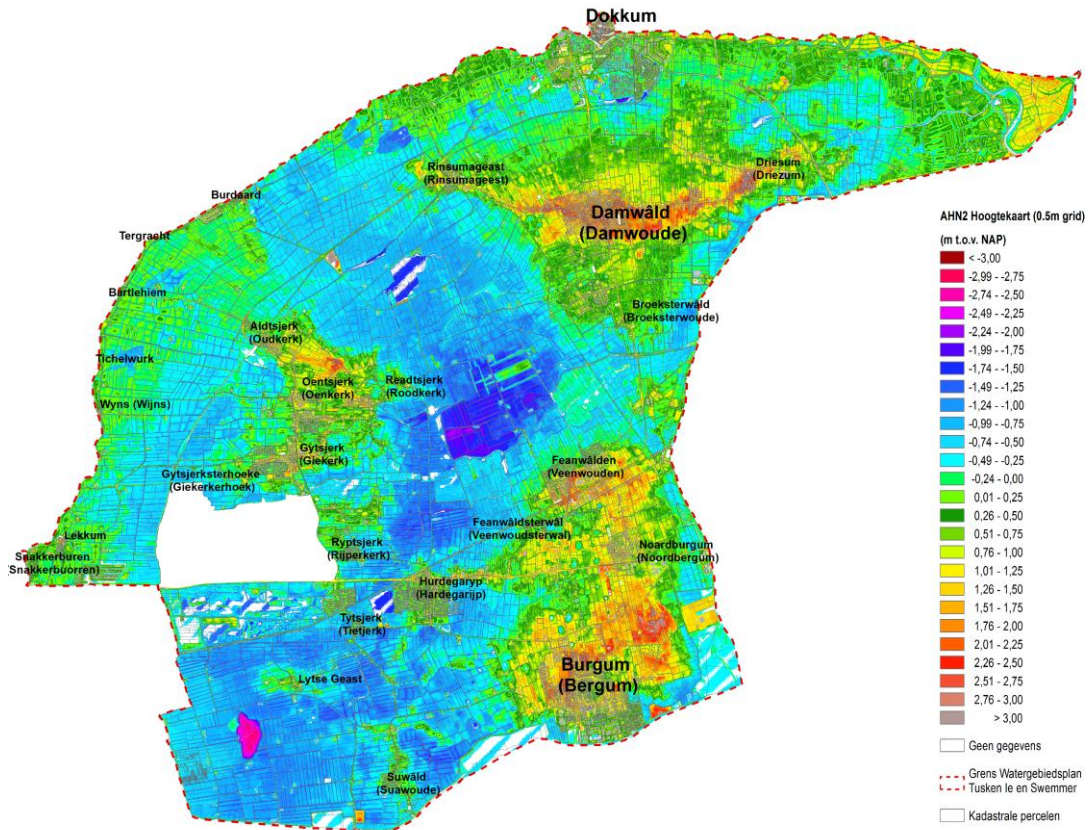 Dokkum
Driesum
(Driezum)
Rinsumageast
(Rinsumageest)
Burdaard
Damwâld
(Damwoude)
Tergracht
Bartlehiem
Broeksterwâld
(Broeksterwoude)
Aldtsjerk
(Oudkerk)
Tichelwurk
Oentsjerk
(Oenkerk)
Readtsjerk
(Roodkerk)
Wyns (Wijns)
Gytsjerk
(Giekerk)
Feanwâlden
(Veenwouden)
Gytsjerksterhoeke
(Giekerkerhoek)
Feanwâldsterwâl
(Veenwoudsterwal)
Lekkum
Ryptsjerk
(Rijperkerk)
Noardburgum
(Noordbergum)
Snakkerburen
(Snakkerbuorren)
Hurdegaryp
(Hardegarijp)
Tytsjerk
(Tietjerk)
Burgum
(Bergum)
Lytse Geast
Suwâld
(Suawoude)
AHN2 Hoogtekaart (0.5m grid)
(m t.o.v. NAP)
< -3,00
-2,99 - -2,75
-2,74 - -2,50
-2,49 - -2,25
-2,24 - -2,00
-1,99 - -1,75
-1,74 - -1,50
-1,49 - -1,25
-1,24 - -1,00
-0,99 - -0,75
-0,74 - -0,50
-0,49 - -0,25
-0,24 - 0,00
0,01 - 0,25
0,26 - 0,50
0,51 - 0,75
0,76 - 1,00
1,01 - 1,25
1,26 - 1,50
1,51 - 1,75
1,76 - 2,00
2,01 - 2,25
2,26 - 2,50
2,51 - 2,75
2,76 - 3,00
> 3,00
Geen gegevens
Grens Watergebiedsplan
Tusken Ie en Swemmer
Kadastrale percelen